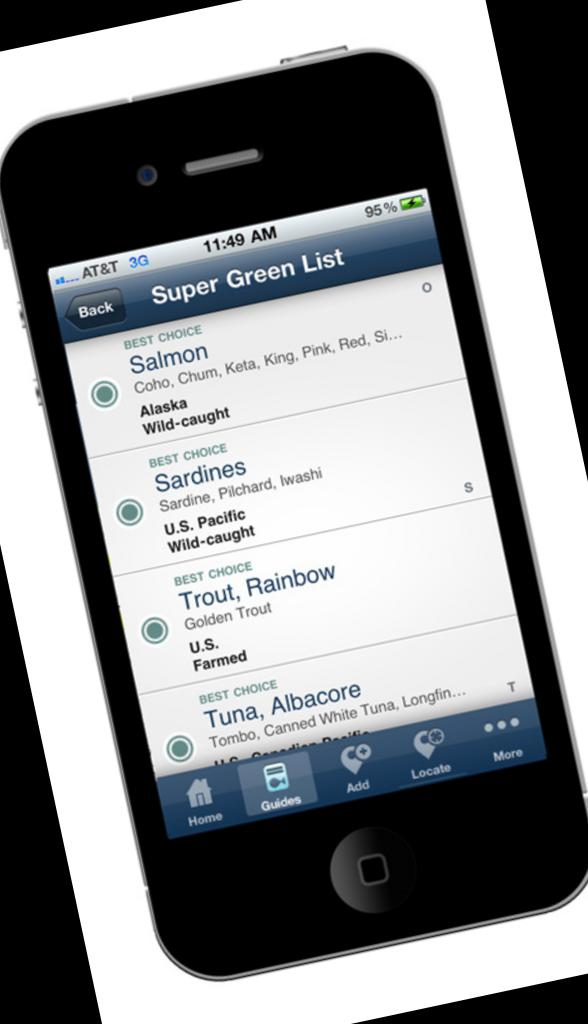 AT&T 3G 11:49 AM 95%
Back Super Green List
BEST CHOICE
Salmon
Coho, Chum, Keta, King, Pink, Red, Si...
Alaska
Wild-caught
O
BEST CHOICE
Sardines
Sardine, Pilchard, Iwashi
U.S. Pacific
Wild-caught
S
BEST CHOICE
Trout, Rainbow
Golden Trout
U.S.
Farmed
BEST CHOICE
Tuna, Albacore
Tombo, Canned White Tuna, Longfin...
U.S. Canadian Pacific
T
Home Guides Add Locate More